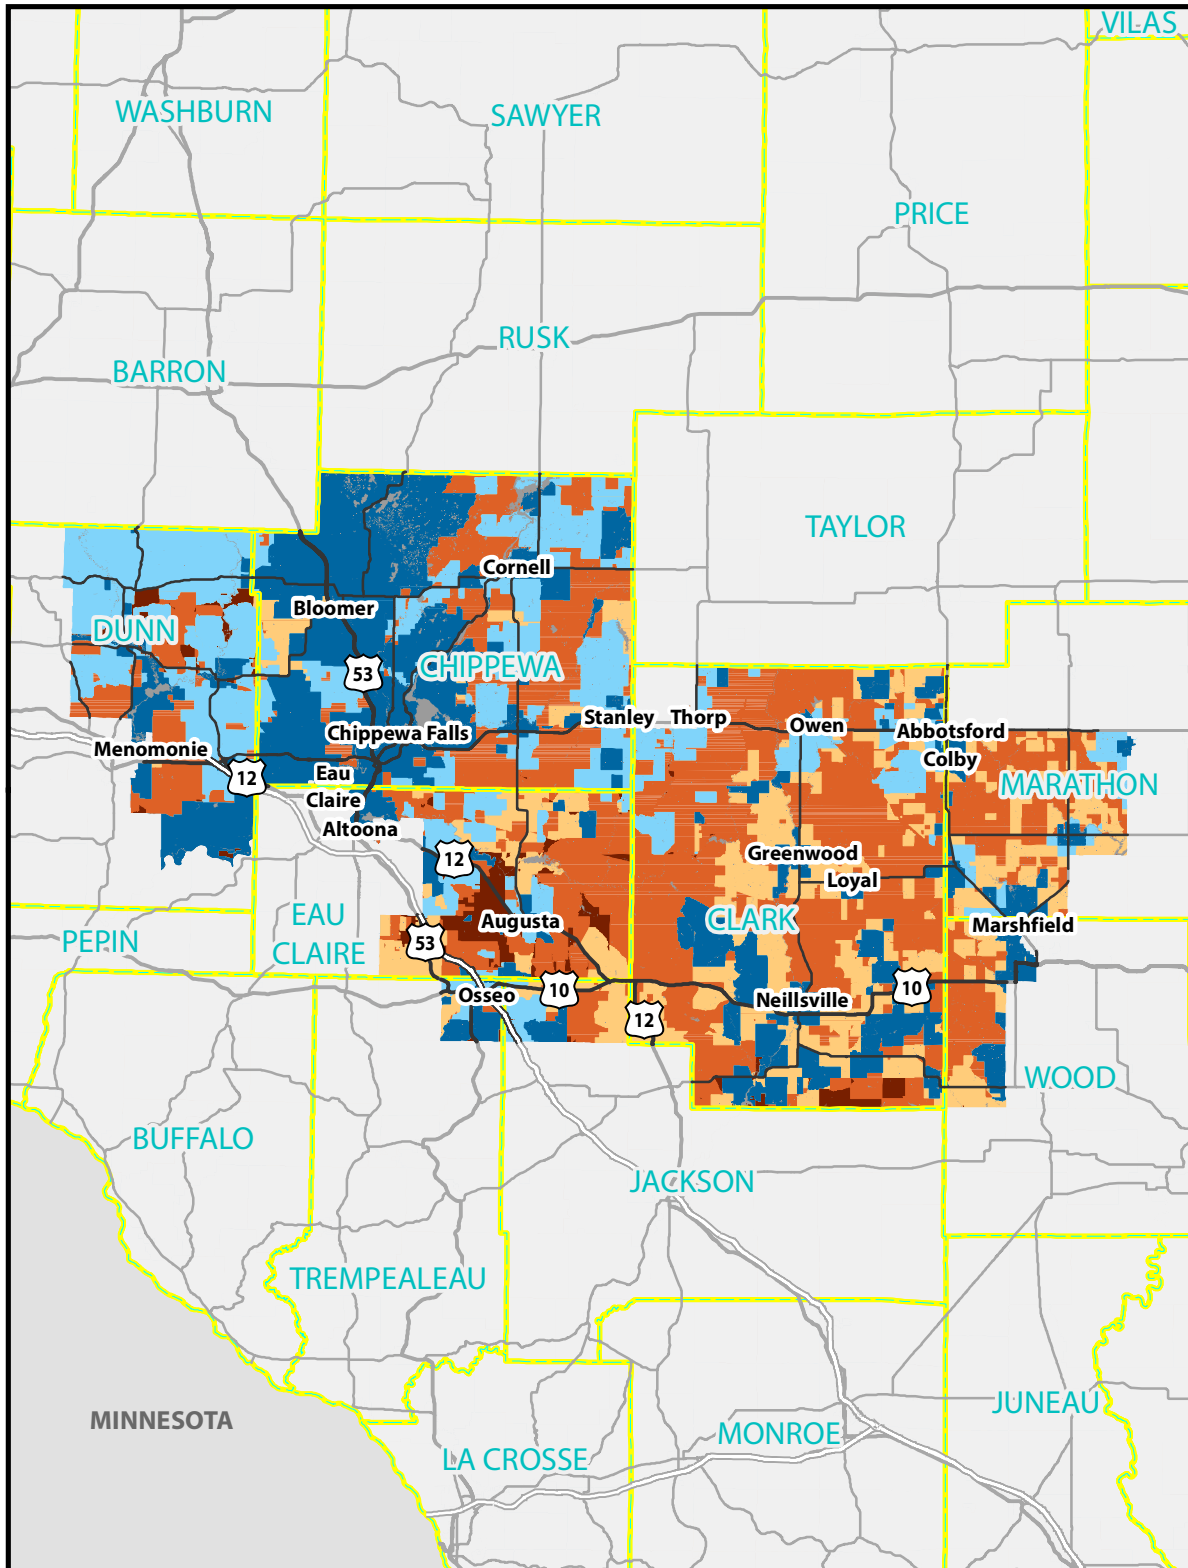 VILAS
WASHBURN
SAWYER
PRICE
RUSK
BARRON
TAYLOR
Cornell
Bloomer
DUNN
CHIPPEWA
53
Stanley
Thorp
Owen
Abbotsford
Chippewa Falls
Menomonie
Colby
12
Eau
Claire
MARATHON
Altoona
12
Greenwood
Loyal
EAU
CLAIRE
Augusta
CLARK
Marshfield
PEPIN
53
Osseo
10
10
Neillsville
12
WOOD
BUFFALO
JACKSON
TREMPEALEAU
JUNEAU
MINNESOTA
MONROE
LA CROSSE